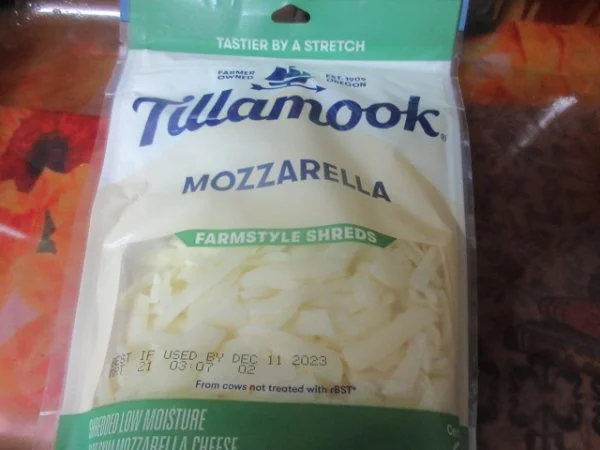 TASTIER BY A STRETCH
FARMER OWNED
EST. 1909 OREGON
Tillamook®
MOZZARELLA
FARMSTYLE SHREDS
IF USED BY DEC 11 2023
21 03:07 02
From cows not treated with rBST*
SHREDDED LOW MOISTURE
MOZZARELLA CHEESE